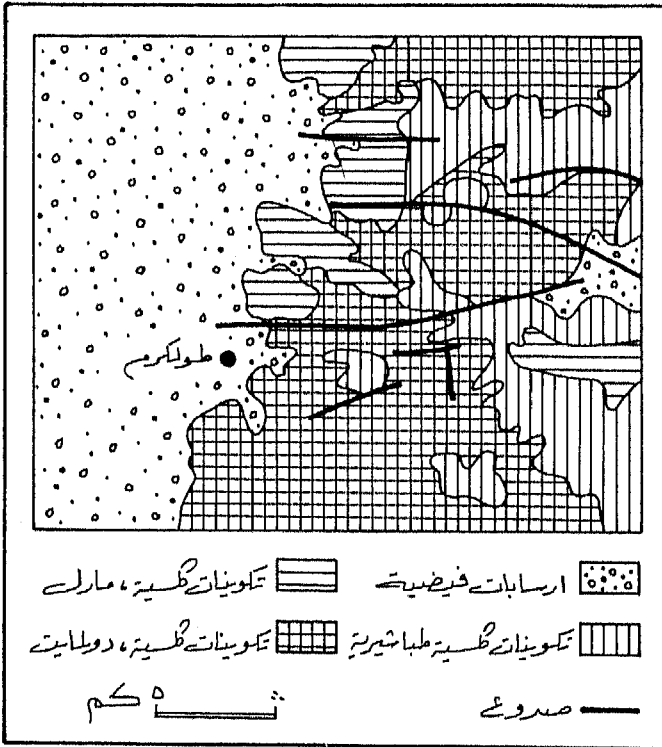 طولكرم
ارسابات فيضية
تكوينات كلسية، مارل
تكوينات كلسية طباشيرية
تكوينات كلسية، دولمايت
صدوع
٥ كم